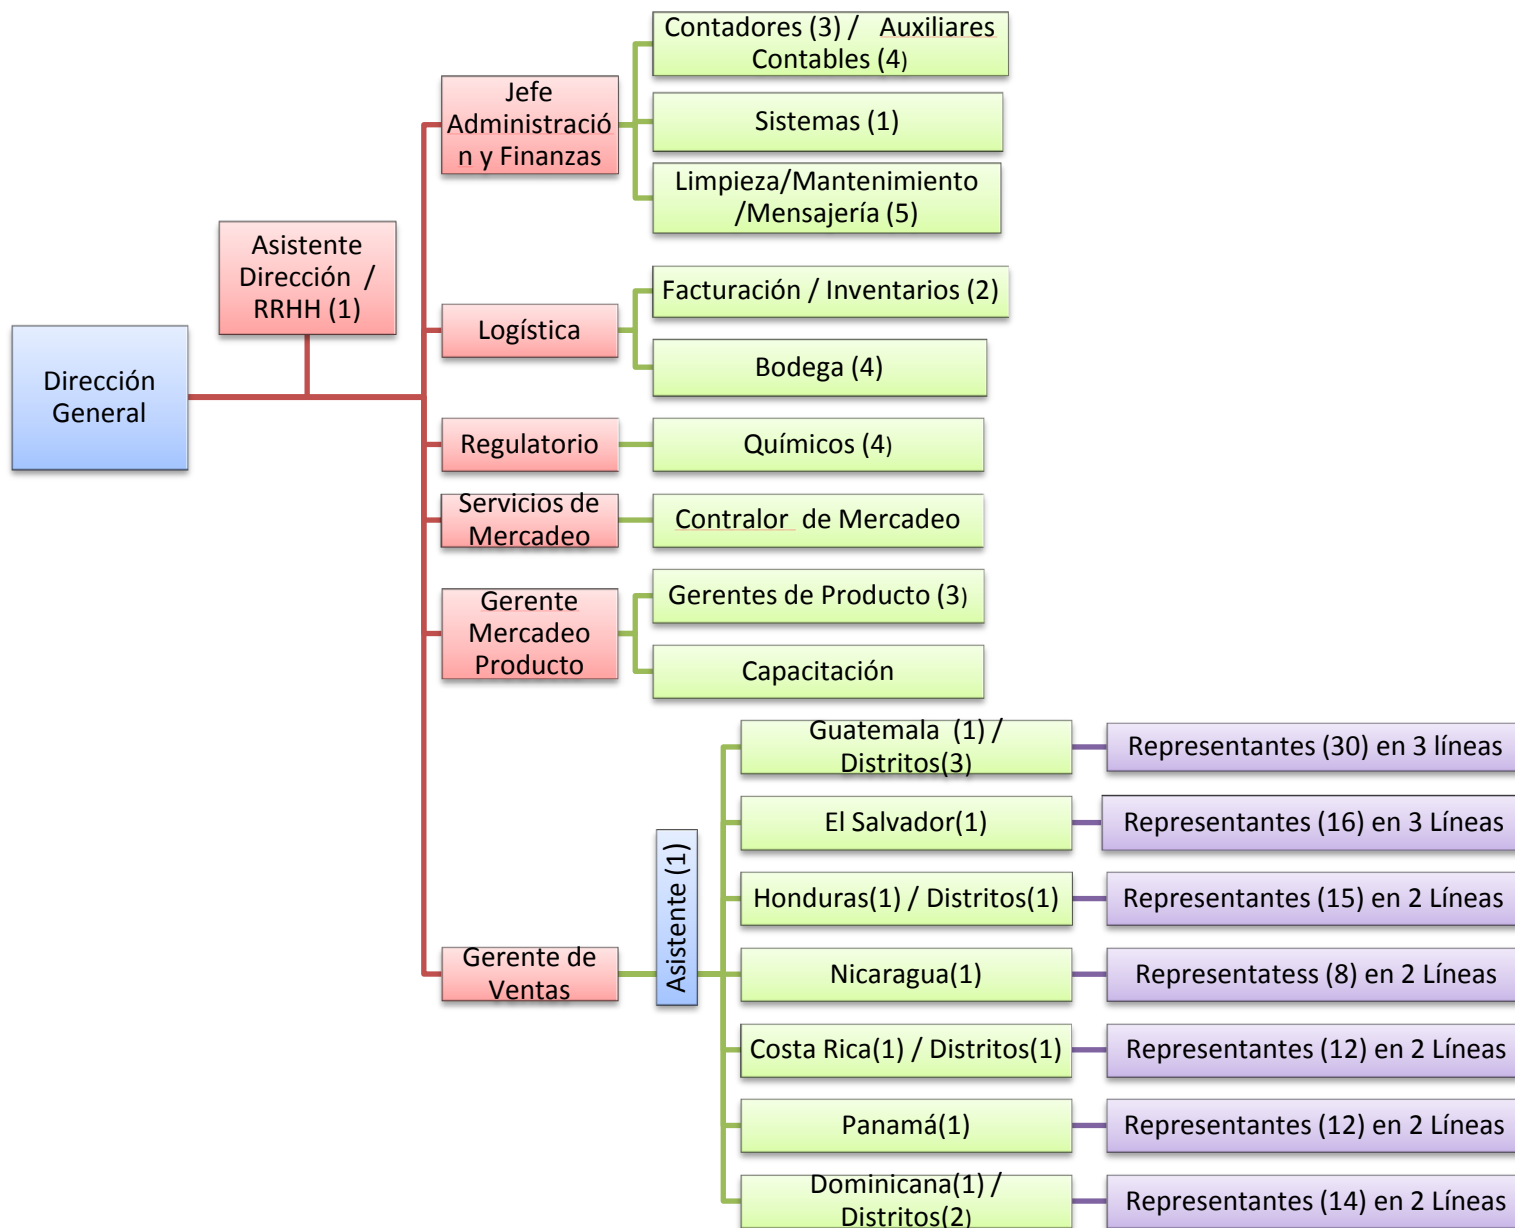 Dirección
General
Asistente
Dirección /
RRHH (1)
Jefe
Administració
n y Finanzas
Contadores (3) / Auxiliares
Contables (4)
Sistemas (1)
Limpieza/Mantenimiento
/Mensajería (5)
Logística
Facturación / Inventarios (2)
Bodega (4)
Regulatorio
Químicos (4)
Servicios de
Mercadeo
Contralor de Mercadeo
Gerente
Mercadeo
Producto
Gerentes de Producto (3)
Capacitación
Gerente de
Ventas
Asistente (1)
Guatemala (1) /
Distritos(3)
Representantes (30) en 3 líneas
El Salvador(1)
Representantes (16) en 3 Líneas
Honduras(1) / Distritos(1)
Representantes (15) en 2 Líneas
Nicaragua(1)
Representatess (8) en 2 Líneas
Costa Rica(1) / Distritos(1)
Representantes (12) en 2 Líneas
Panamá(1)
Representantes (12) en 2 Líneas
Dominicana(1) /
Distritos(2)
Representantes (14) en 2 Líneas